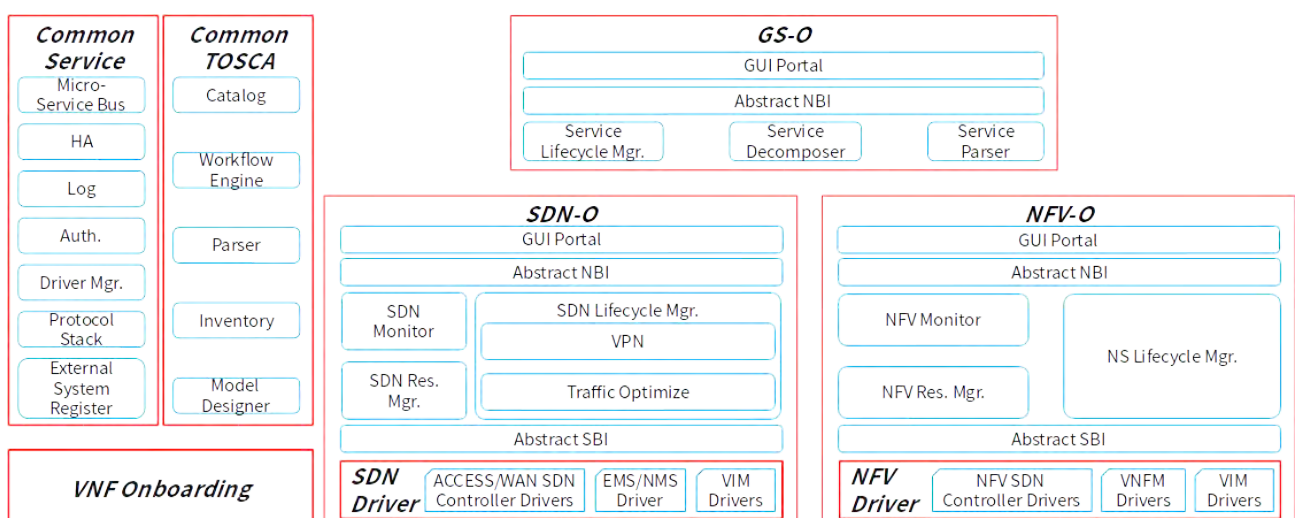 Common
Service
Micro-
Service Bus
HA
Log
Auth.
Driver Mgr.
Protocol
Stack
External
System
Register
Common
TOSCA
Catalog
Workflow
Engine
Parser
Inventory
Model
Designer
VNF Onboarding
GS-O
GUI Portal
Abstract NBI
Service
Lifecycle Mgr.
Service
Decomposer
Service
Parser
SDN-O
GUI Portal
Abstract NBI
SDN
Monitor
SDN Res.
Mgr.
SDN Lifecycle Mgr.
VPN
Traffic Optimize
Abstract SBI
SDN
Driver
ACCESS/WAN SDN
Controller Drivers
EMS/NMS
Driver
VIM
Drivers
NFV-O
GUI Portal
Abstract NBI
NFV Monitor
NFV Res. Mgr.
NS Lifecycle Mgr.
Abstract SBI
NFV
Driver
NFV SDN
Controller Drivers
VNFM
Drivers
VIM
Drivers